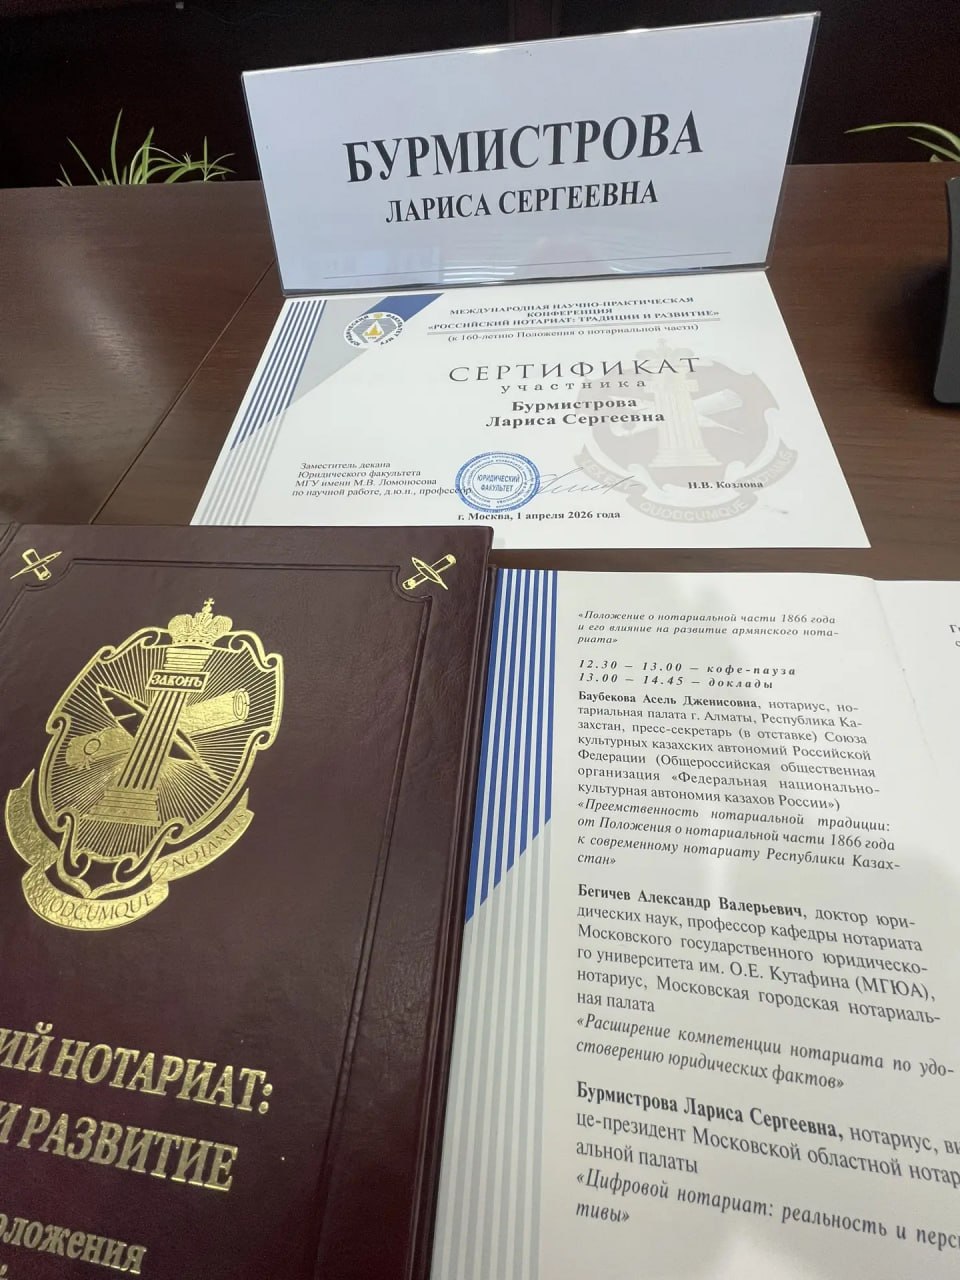 БУРМИСТРОВА
ЛАРИСА СЕРГЕЕВНА
МЕЖДУНАРОДНАЯ НАУЧНО-ПРАКТИЧЕСКАЯ
КОНФЕРЕНЦИЯ
«РОССИЙСКИЙ НОТАРИАТ: ТРАДИЦИИ И РАЗВИТИЕ»
(к 160-летию Положения о нотариальной части)
ЮРИДИЧЕСКИЙ ФАКУЛЬТЕТ МГУ
СЕРТИФИКАТ
участника
Бурмистрова
Лариса Сергеевна
Заместитель декана
Юридического факультета
МГУ имени М.В. Ломоносова
по научной работе, д.ю.н., профессор
ЮРИДИЧЕСКИЙ
ФАКУЛЬТЕТ
Н.В. Козлова
QUODCUMQUE
г. Москва, 1 апреля 2026 года
ЗАКОНЪ
QUODCUMQUE
NOTAMUS
ИЙ НОТАРИАТ:
И РАЗВИТИЕ
оложения
«Положение о нотариальной части 1866 года
и его влияние на развитие армянского нота-
риата»
12.30 – 13.00 – кофе-пауза
13.00 – 14.45 – доклады
Баубекова Асель Дженисовна, нотариус, но-
тариальная палата г. Алматы, Республика Ка-
захстан, пресс-секретарь (в отставке) Союза
культурных казахских автономий Российской
Федерации (Общероссийская общественная
организация «Федеральная национально-
культурная автономия казахов России»)
«Преемственность нотариальной традиции:
от Положения о нотариальной части 1866 года
к современному нотариату Республики Казах-
стан»
Бегичев Александр Валерьевич, доктор юри-
дических наук, профессор кафедры нотариата
Московского государственного юридическо-
го университета им. О.Е. Кутафина (МГЮА),
нотариус, Московская городская нотариаль-
ная палата
«Расширение компетенции нотариата по удо-
стоверению юридических фактов»
Бурмистрова Лариса Сергеевна, нотариус, ви
це-президент Московской областной нотар
альной палаты
«Цифровой нотариат: реальность и перс
тивы»